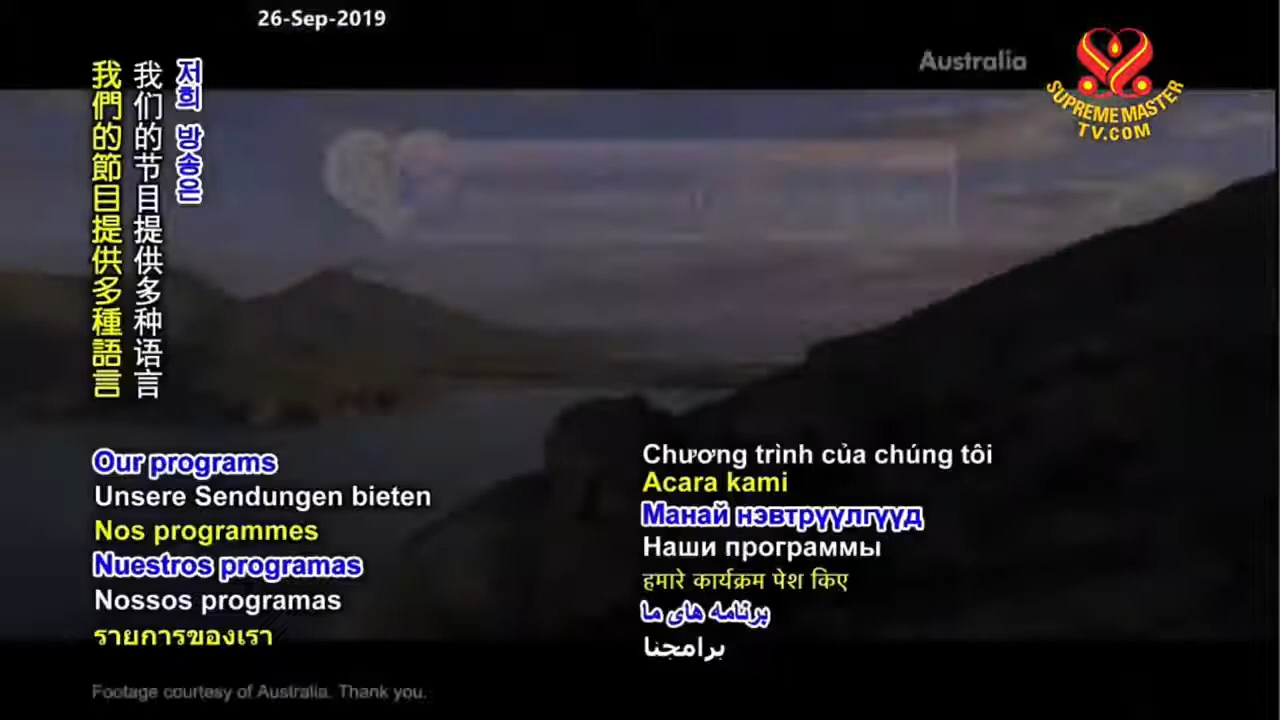 26-Sep-2019
Australia
SUPREME MASTER
TV.COM
我們的節目提供多種語言
我们的节目提供多种语言
저희 방송은
Our programs
Unsere Sendungen bieten
Nos programmes
Nuestros programas
Nossos programas
รายการของเรา
Chương trình của chúng tôi
Acara kami
Манай нэвтрүүлгүүд
Наши программы
हमारे कार्यक्रम पेश किए
برنامه های ما
برامجنا
Footage courtesy of Australia. Thank you.